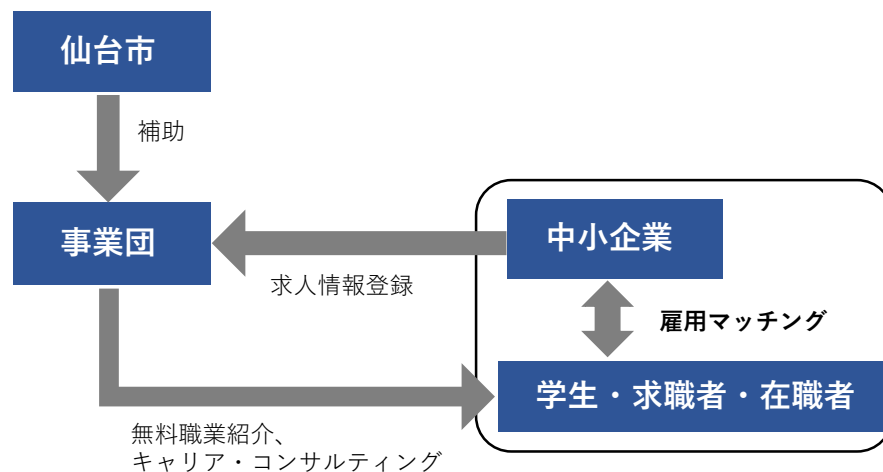 仙台市
補助
事業団
中小企業
求人情報登録
雇用マッチング
学生・求職者・在職者
無料職業紹介、
キャリア・コンサルティング